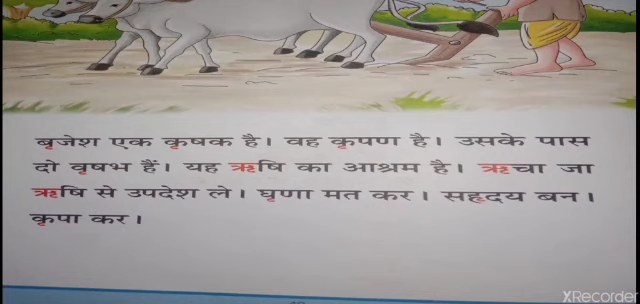 बृजेश एक कृषक है। वह कृपण है। उसके पास
दो वृषभ हैं। यह ऋषि का आश्रम है। ऋचा जा
ऋषि से उपदेश ले। घृणा मत कर। सहृदय बन।
कृपा कर।
XRecorder